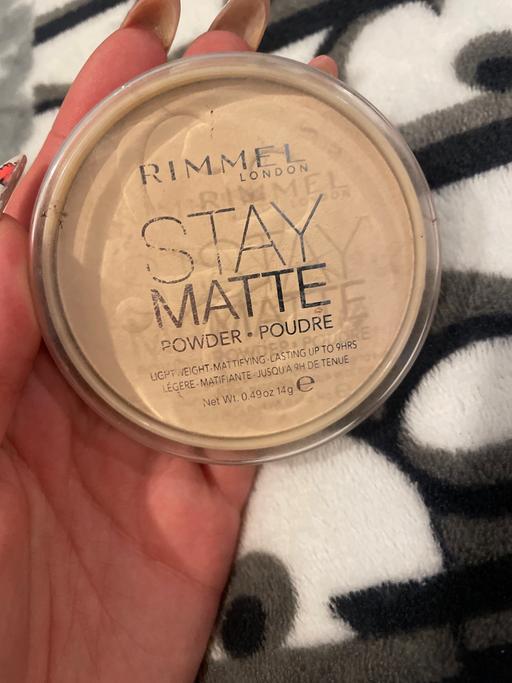 RIMMEL
LONDON
STAY
MATTE
POWDER • POUDRE
LIGHTWEIGHT • MATTIFYING • LASTING UP TO 9HRS
LÉGÈRE • MATIFIANTE • JUSQU'A 9H DE TENUE
Net Wt. 0.49oz 14g ℮